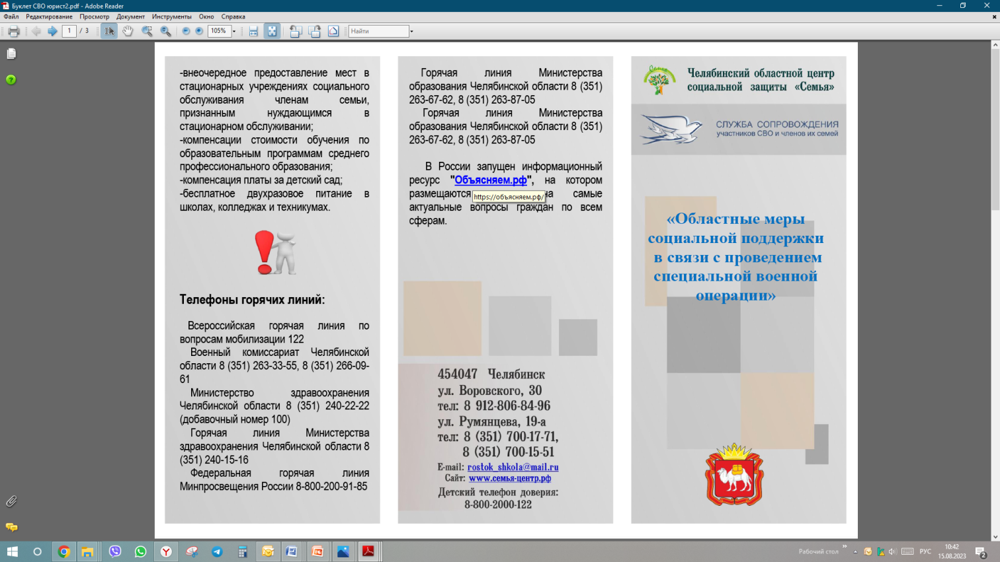 Буклет СВО юрист2.pdf - Adobe Reader
Файл Редактирование Просмотр Документ Инструменты Окно Справка
1 / 3 105% Найти
-внеочередное предоставление мест в
стационарных учреждениях социального
обслуживания членам семьи,
признанным нуждающимся в
стационарном обслуживании;
-компенсации стоимости обучения по
образовательным программам среднего
профессионального образования;
-компенсация платы за детский сад;
-бесплатное двухразовое питание в
школах, колледжах и техникумах.
Телефоны горячих линий:
Всероссийская горячая линия по
вопросам мобилизации 122
Военный комиссариат Челябинской
области 8 (351) 263-33-55, 8 (351) 266-09-
61
Министерство здравоохранения
Челябинской области 8 (351) 240-22-22
(добавочный номер 100)
Горячая линия Министерства
здравоохранения Челябинской области 8
(351) 240-15-16
Федеральная горячая линия
Минпросвещения России 8-800-200-91-85
Горячая линия Министерства
образования Челябинской области 8 (351)
263-67-62, 8 (351) 263-87-05
Горячая линия Министерства
образования Челябинской области 8 (351)
263-67-62, 8 (351) 263-87-05
В России запущен информационный
ресурс "Объясняем.рф", на котором
размещаются на самые
https://объясняем.рф/
актуальные вопросы граждан по всем
сферам.
454047 Челябинск
ул. Воровского, 30
тел: 8 912-806-84-96
ул. Румянцева, 19-а
тел: 8 (351) 700-17-71,
8 (351) 700-15-51
E-mail: rostok_shkola@mail.ru
Сайт: www.семья-центр.рф
Детский телефон доверия:
8-800-2000-122
Семья
Челябинский областной центр
социальной защиты «Семья»
СЛУЖБА СОПРОВОЖДЕНИЯ
участников СВО и членов их семей
«Областные меры
социальной поддержки
в связи с проведением
специальной военной
операции»
Рабочий стол
РУС
10:42
15.08.2023
2